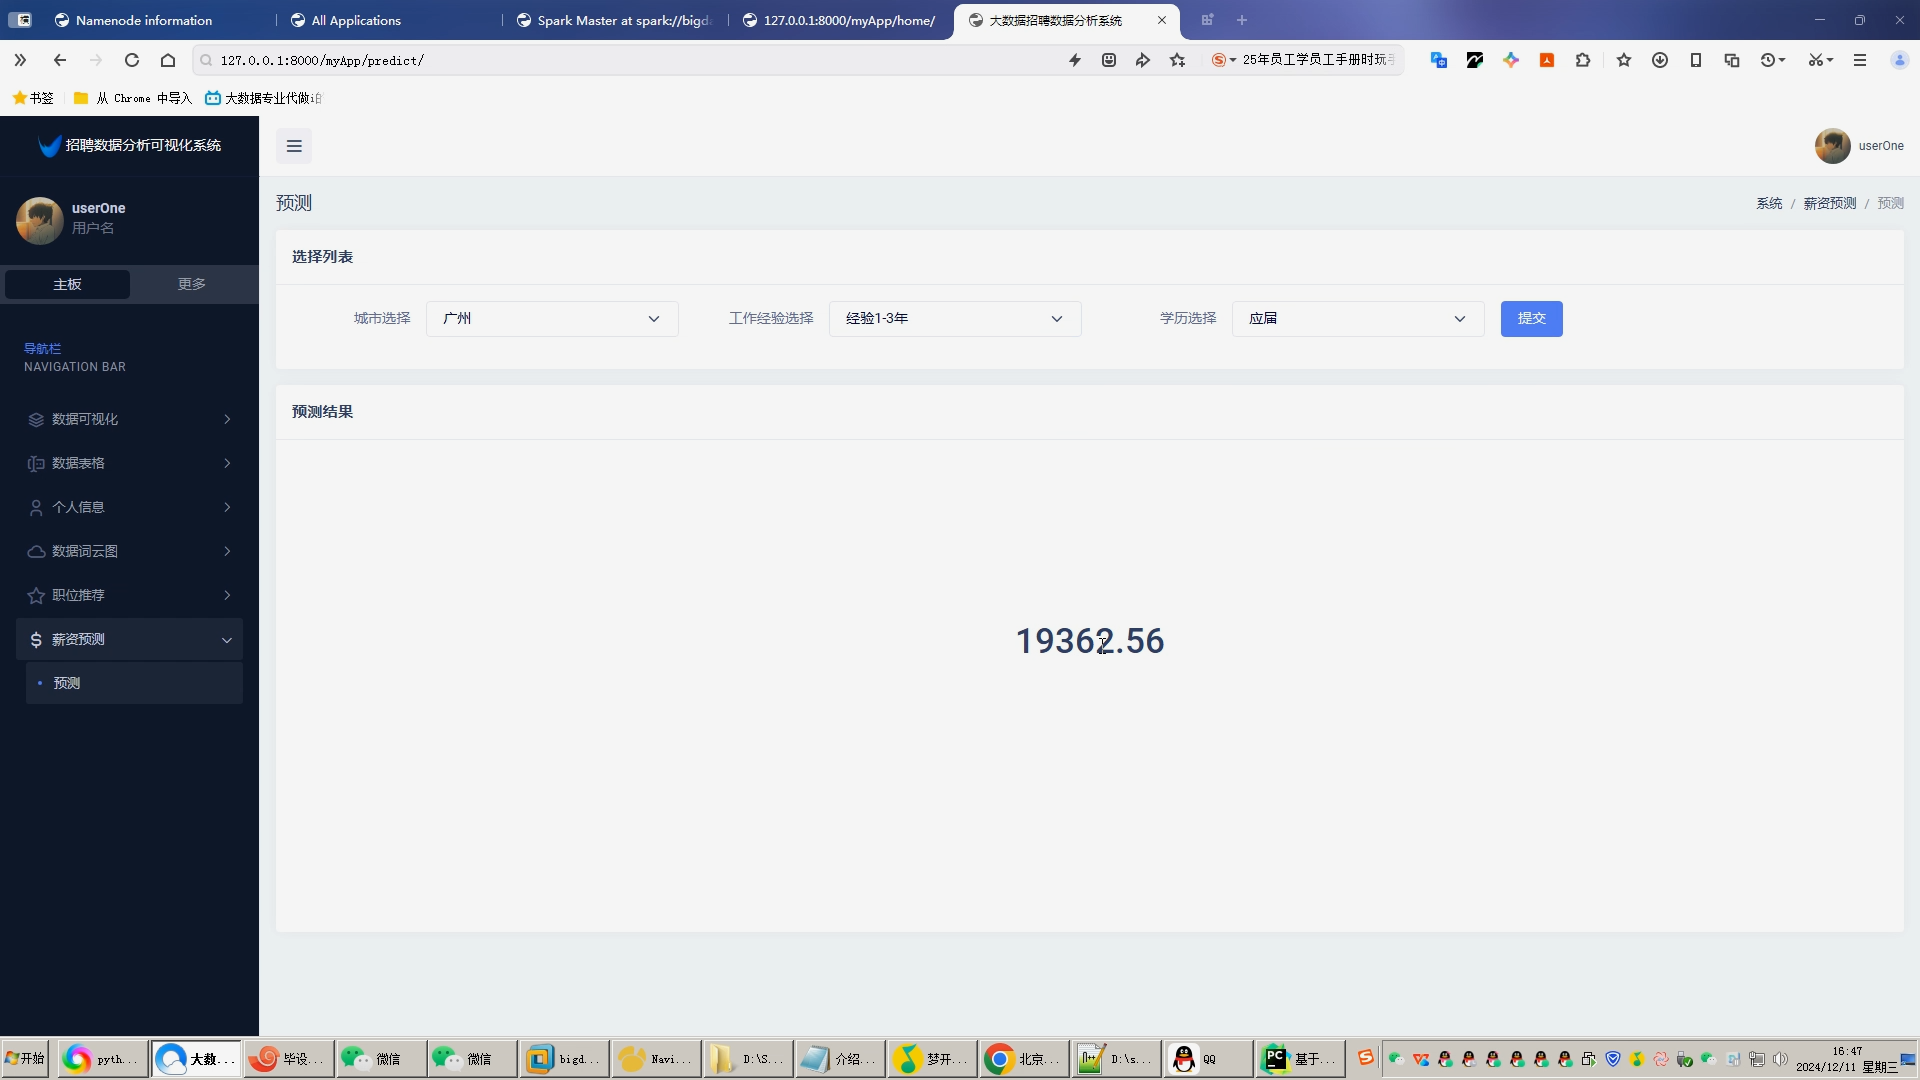 Namenode information
All Applications
Spark Master at spark://bigd
127.0.0.1:8000/myApp/home/
大数据招聘数据分析系统
127.0.0.1:8000/myApp/predict/
25年员工学员工手册时玩手
书签
从 Chrome 中导入
大数据专业代做
招聘数据分析可视化系统
userOne
userOne
用户名
预测
系统 / 薪资预测 / 预测
主板
更多
选择列表
城市选择
广州
工作经验选择
经验1-3年
学历选择
应届
提交
导航栏
NAVIGATION BAR
数据可视化
数据表格
个人信息
数据词云图
职位推荐
薪资预测
预测
预测结果
19362.56
开始
pyth...
大数...
毕设...
微信
微信
bigd...
Navi...
D:\S...
介绍...
梦开...
北京...
D:\s...
QQ
基于...
16:47
2024/12/11 星期三